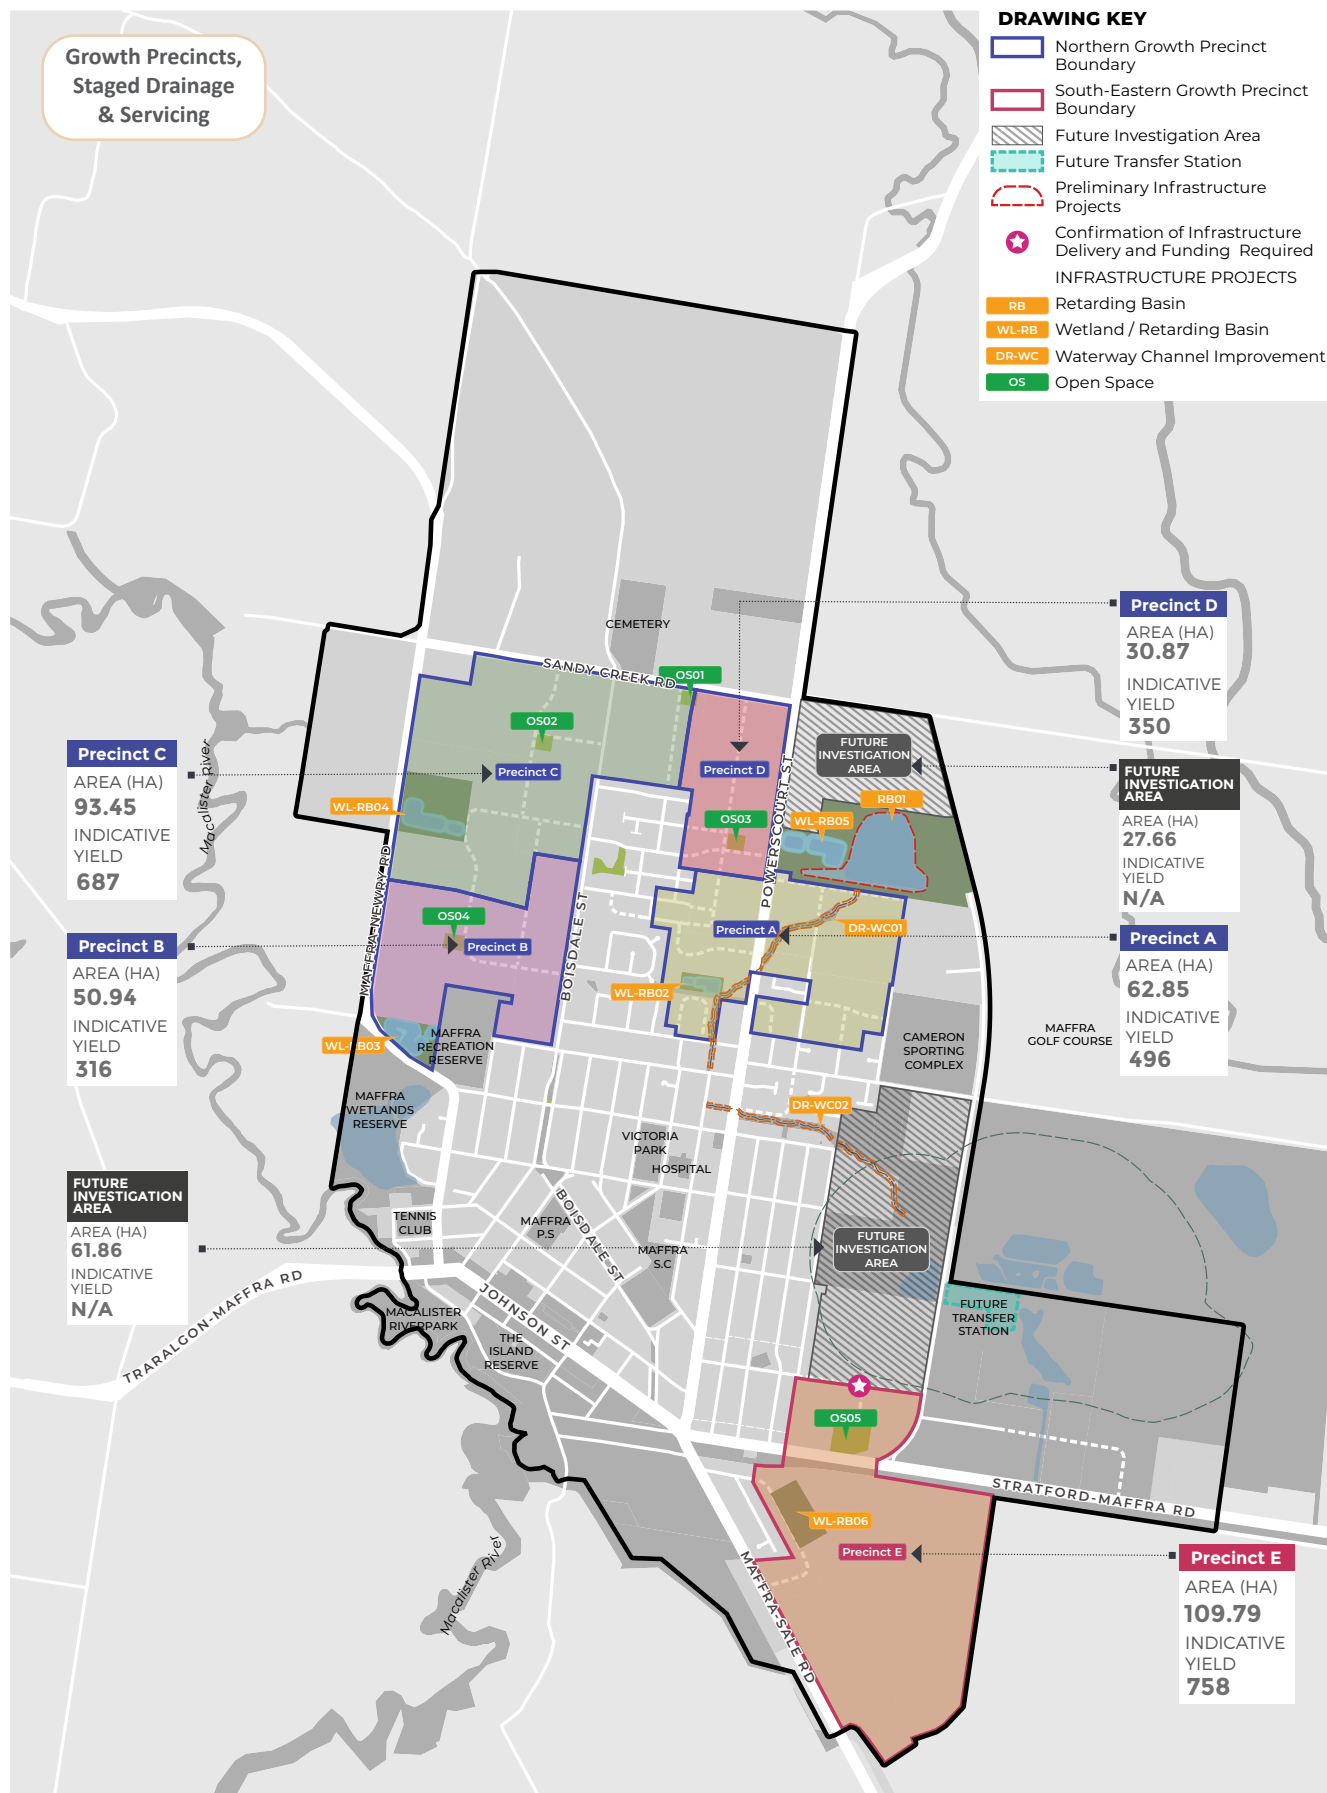 Growth Precincts,
Staged Drainage
& Servicing
DRAWING KEY
Northern Growth Precinct
Boundary
South-Eastern Growth Precinct
Boundary
Future Investigation Area
Future Transfer Station
Preliminary Infrastructure
Projects
Confirmation of Infrastructure
Delivery and Funding Required
INFRASTRUCTURE PROJECTS
RB
Retarding Basin
WL-RB
Wetland / Retarding Basin
DR-WC
Waterway Channel Improvement
OS
Open Space
CEMETERY
SANDY CREEK RD
OS01
OS02
Precinct C
Precinct D
OS03
POWERSCOURT ST
FUTURE
INVESTIGATION
AREA
RB01
WL-RB05
WL-RB04
MAFFRA-NEWRY RD
OS04
Precinct B
BOISDALE ST
Precinct A
DR-WC01
WL-RB02
WL-RB03
MAFFRA
RECREATION
RESERVE
CAMERON
SPORTING
COMPLEX
MAFFRA
GOLF COURSE
MAFFRA
WETLANDS
RESERVE
DR-WC02
VICTORIA
PARK
HOSPITAL
TENNIS
CLUB
MAFFRA
P.S
BOISDALE ST
MAFFRA
S.C
FUTURE
INVESTIGATION
AREA
FUTURE
TRANSFER
STATION
TRARALGON-MAFFRA RD
MACALISTER
RIVERPARK
JOHNSON ST
THE
ISLAND
RESERVE
OS05
STRATFORD-MAFFRA RD
WL-RB06
Precinct E
MAFFRA-SALE RD
Macalister River
Macalister River
Precinct D
AREA (HA)
30.87
INDICATIVE
YIELD
350
FUTURE
INVESTIGATION
AREA
AREA (HA)
27.66
INDICATIVE
YIELD
N/A
Precinct A
AREA (HA)
62.85
INDICATIVE
YIELD
496
Precinct C
AREA (HA)
93.45
INDICATIVE
YIELD
687
Precinct B
AREA (HA)
50.94
INDICATIVE
YIELD
316
FUTURE
INVESTIGATION
AREA
AREA (HA)
61.86
INDICATIVE
YIELD
N/A
Precinct E
AREA (HA)
109.79
INDICATIVE
YIELD
758